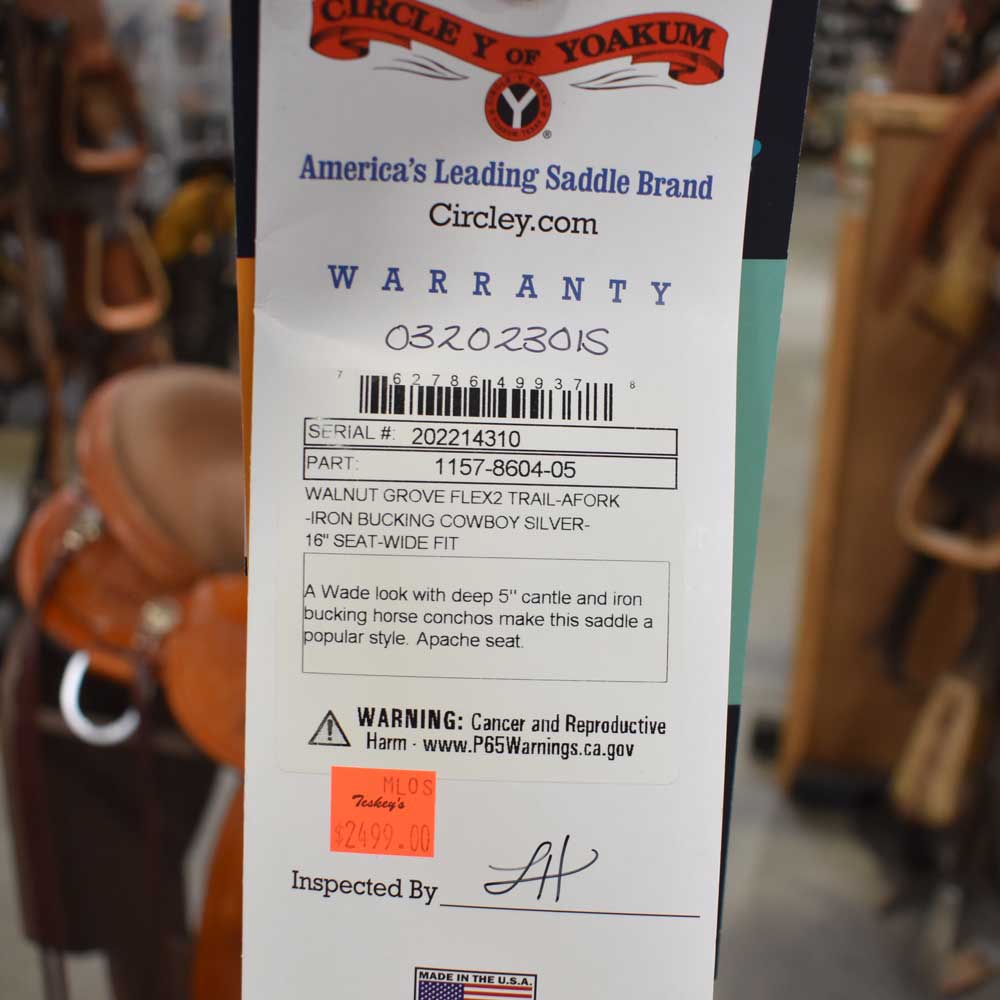 CIRCLE Y OF YOAKUM
Y
®
America's Leading Saddle Brand
Circley.com
WARRANTY
03202301S
7 62786 49937 8
SERIAL #: 202214310
PART: 1157-8604-05
WALNUT GROVE FLEX2 TRAIL-AFORK
-IRON BUCKING COWBOY SILVER-
16" SEAT-WIDE FIT
A Wade look with deep 5" cantle and iron
bucking horse conchos make this saddle a
popular style. Apache seat.
WARNING: Cancer and Reproductive
Harm - www.P65Warnings.ca.gov
MLOS
Teskey's
$2499.00
Inspected By LH
MADE IN THE U.S.A.